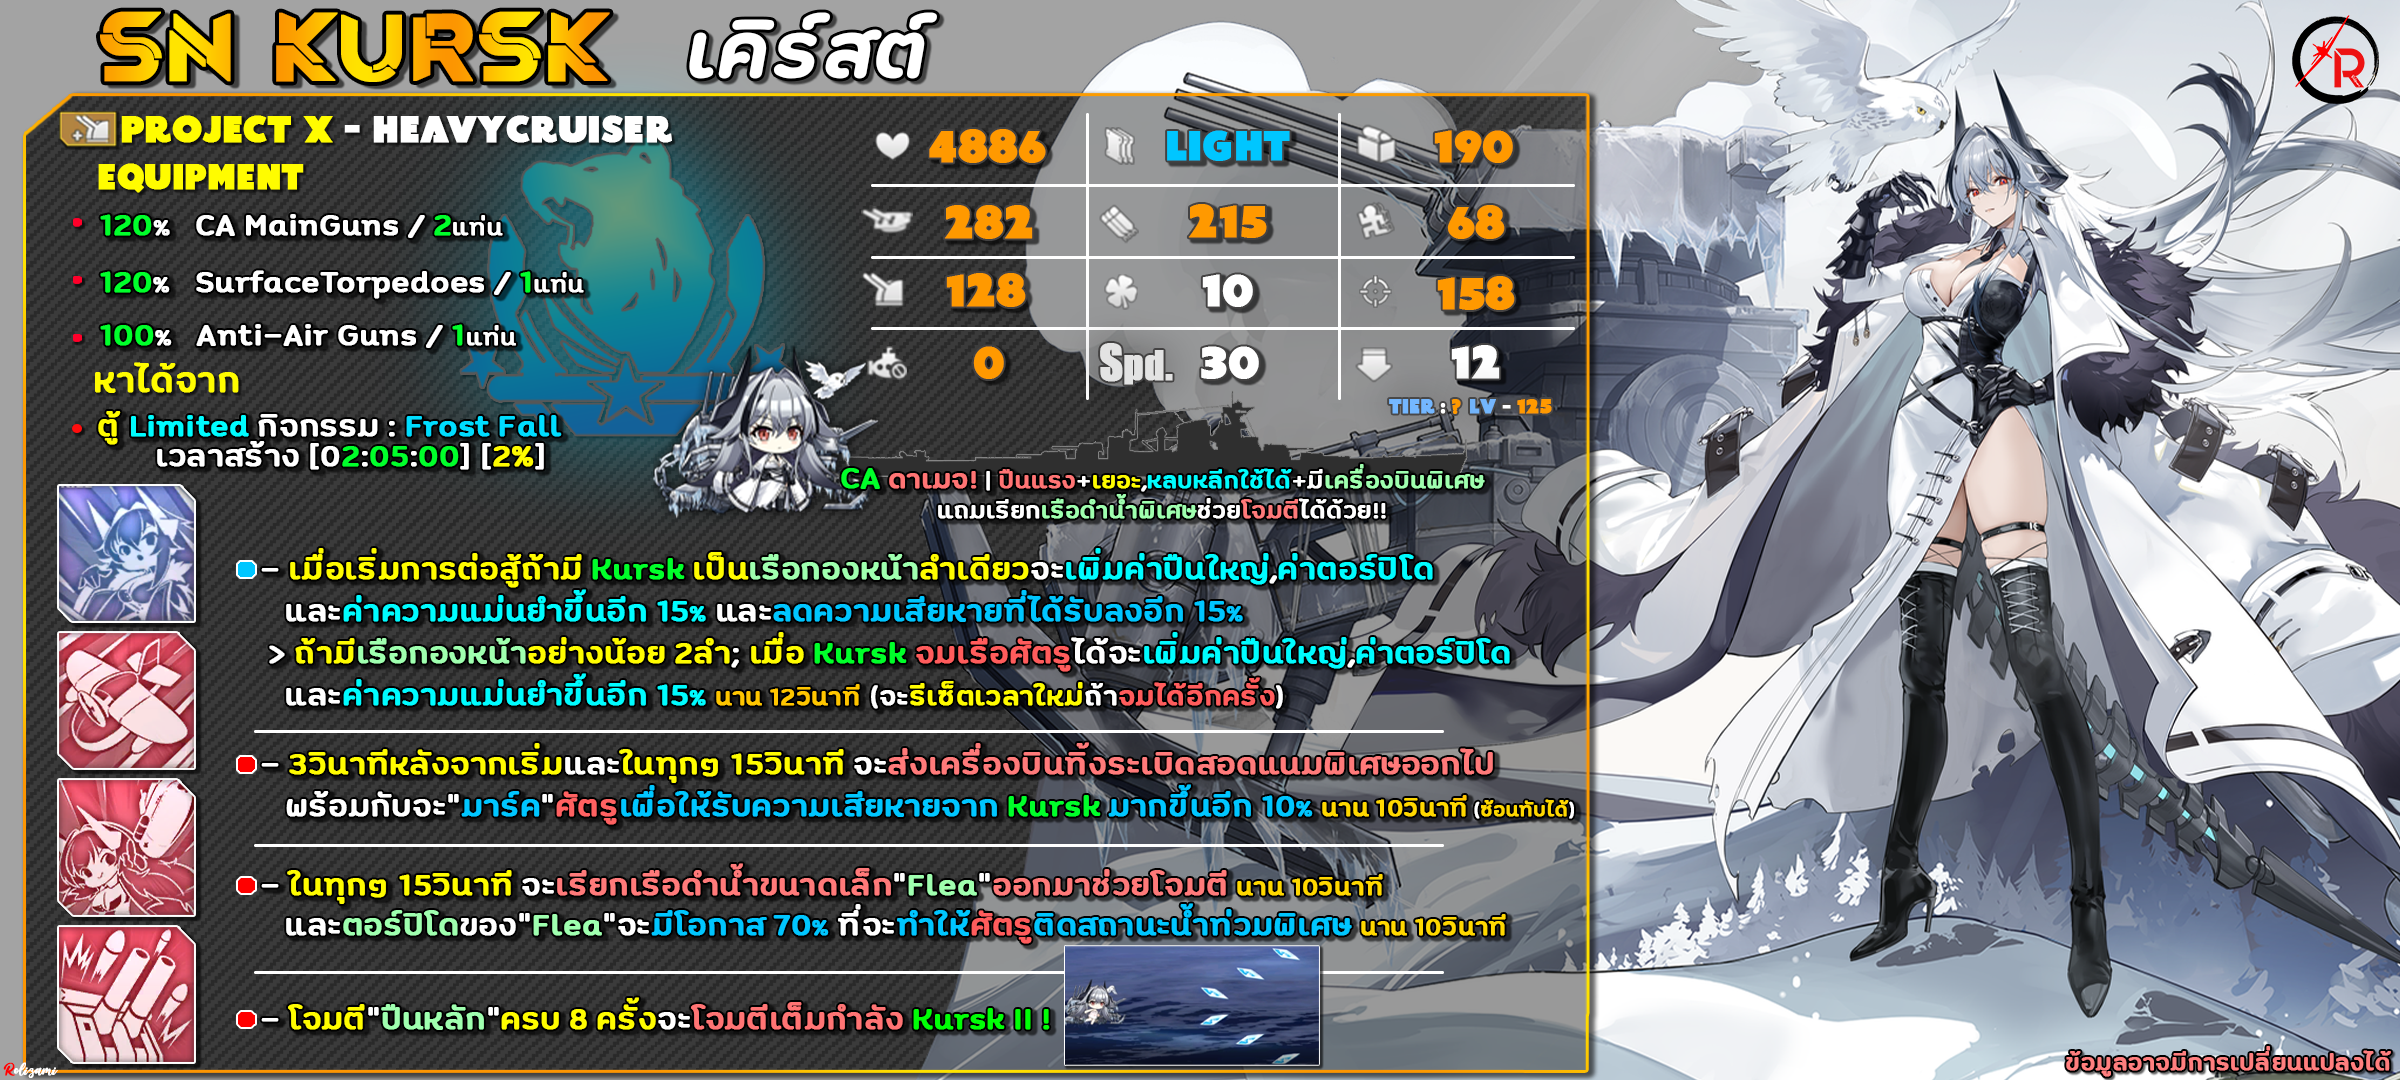 SN KURSK เคิร์สต์
R
PROJECT X - HEAVYCRUISER
EQUIPMENT
120% CA MainGuns / 2แท่น
120% SurfaceTorpedoes / 1แท่น
100% Anti-Air Guns / 1แท่น
หาได้จาก
ตู้ Limited กิจกรรม : Frost Fall
เวลาสร้าง [02:05:00] [2%]
4886 LIGHT 190
282 215 68
128 10 158
0 Spd. 30 12
TIER : ? LV - 125
CA ดาเมจ! | ปืนแรง+เยอะ,หลบหลีกใช้ได้+มีเครื่องบินพิเศษ
แถมเรียกเรือดำน้ำพิเศษช่วยโจมตีได้ด้วย!!
- เมื่อเริ่มการต่อสู้ถ้ามี Kursk เป็นเรือกองหน้าลำเดียวจะเพิ่มค่าปืนใหญ่,ค่าตอร์ปิโด
และค่าความแม่นยำขึ้นอีก 15% และลดความเสียหายที่ได้รับลงอีก 15%
> ถ้ามีเรือกองหน้าอย่างน้อย 2ลำ; เมื่อ Kursk จมเรือศัตรูได้จะเพิ่มค่าปืนใหญ่,ค่าตอร์ปิโด
และค่าความแม่นยำขึ้นอีก 15% นาน 12วินาที (จะรีเซ็ตเวลาใหม่ถ้าจมได้อีกครั้ง)
- 3วินาทีหลังจากเริ่มและในทุกๆ 15วินาที จะส่งเครื่องบินทิ้งระเบิดสอดแนมพิเศษออกไป
พร้อมกับจะ"มาร์ค"ศัตรูเพื่อให้รับความเสียหายจาก Kursk มากขึ้นอีก 10% นาน 10วินาที (ซ้อนทับได้)
- ในทุกๆ 15วินาที จะเรียกเรือดำน้ำขนาดเล็ก"Flea"ออกมาช่วยโจมตี นาน 10วินาที
และตอร์ปิโดของ"Flea"จะมีโอกาส 70% ที่จะทำให้ศัตรูติดสถานะน้ำท่วมพิเศษ นาน 10วินาที
- โจมตี"ปืนหลัก"ครบ 8 ครั้งจะโจมตีเต็มกำลัง Kursk II !
Rolizami
ข้อมูลอาจมีการเปลี่ยนแปลงได้